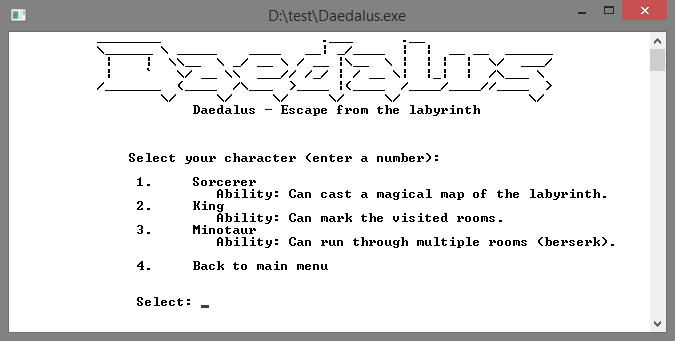 D:\test\Daedalus.exe
Daedalus
Daedalus - Escape from the labyrinth
Select your character (enter a number):
1. Sorcerer
Ability: Can cast a magical map of the labyrinth.
2. King
Ability: Can mark the visited rooms.
3. Minotaur
Ability: Can run through multiple rooms (berserk).
4. Back to main menu
Select: _